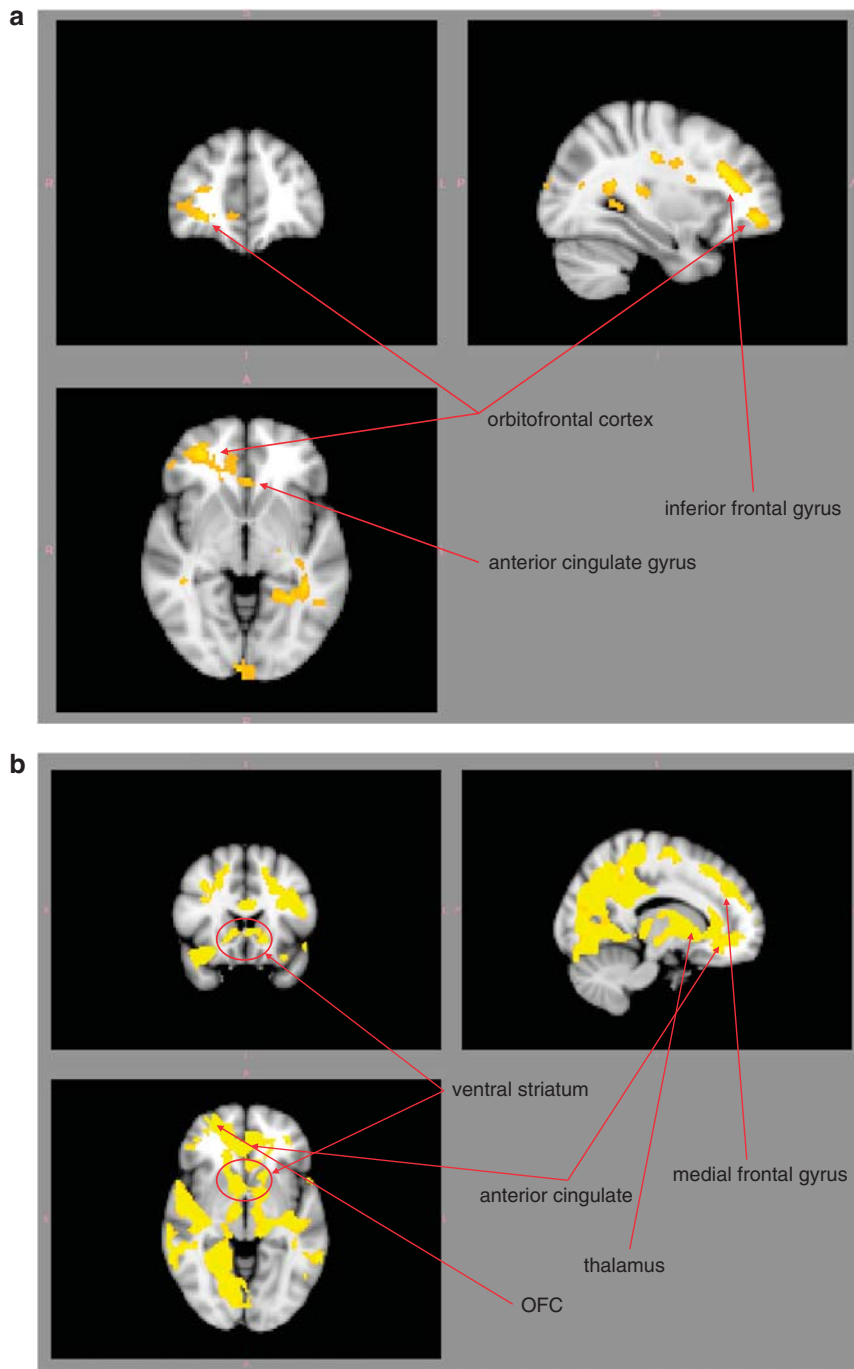 a
S
S
R
L
P
A
I
I
A
orbitofrontal cortex
inferior frontal gyrus
R
anterior cingulate gyrus
b
ventral striatum
medial frontal gyrus
anterior cingulate
thalamus
OFC